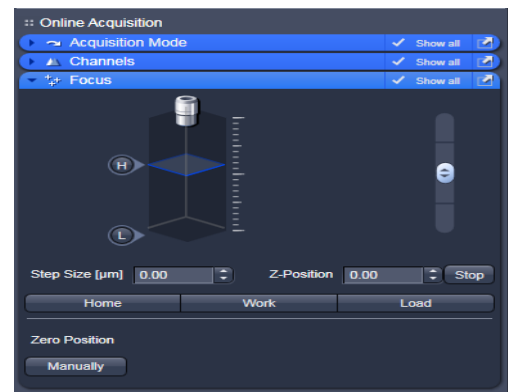 Online Acquisition
Acquisition Mode Show all
Channels Show all
Focus Show all
H
L
Step Size [µm] 0.00 Z-Position 0.00 Stop
Home Work Load
Zero Position
Manually